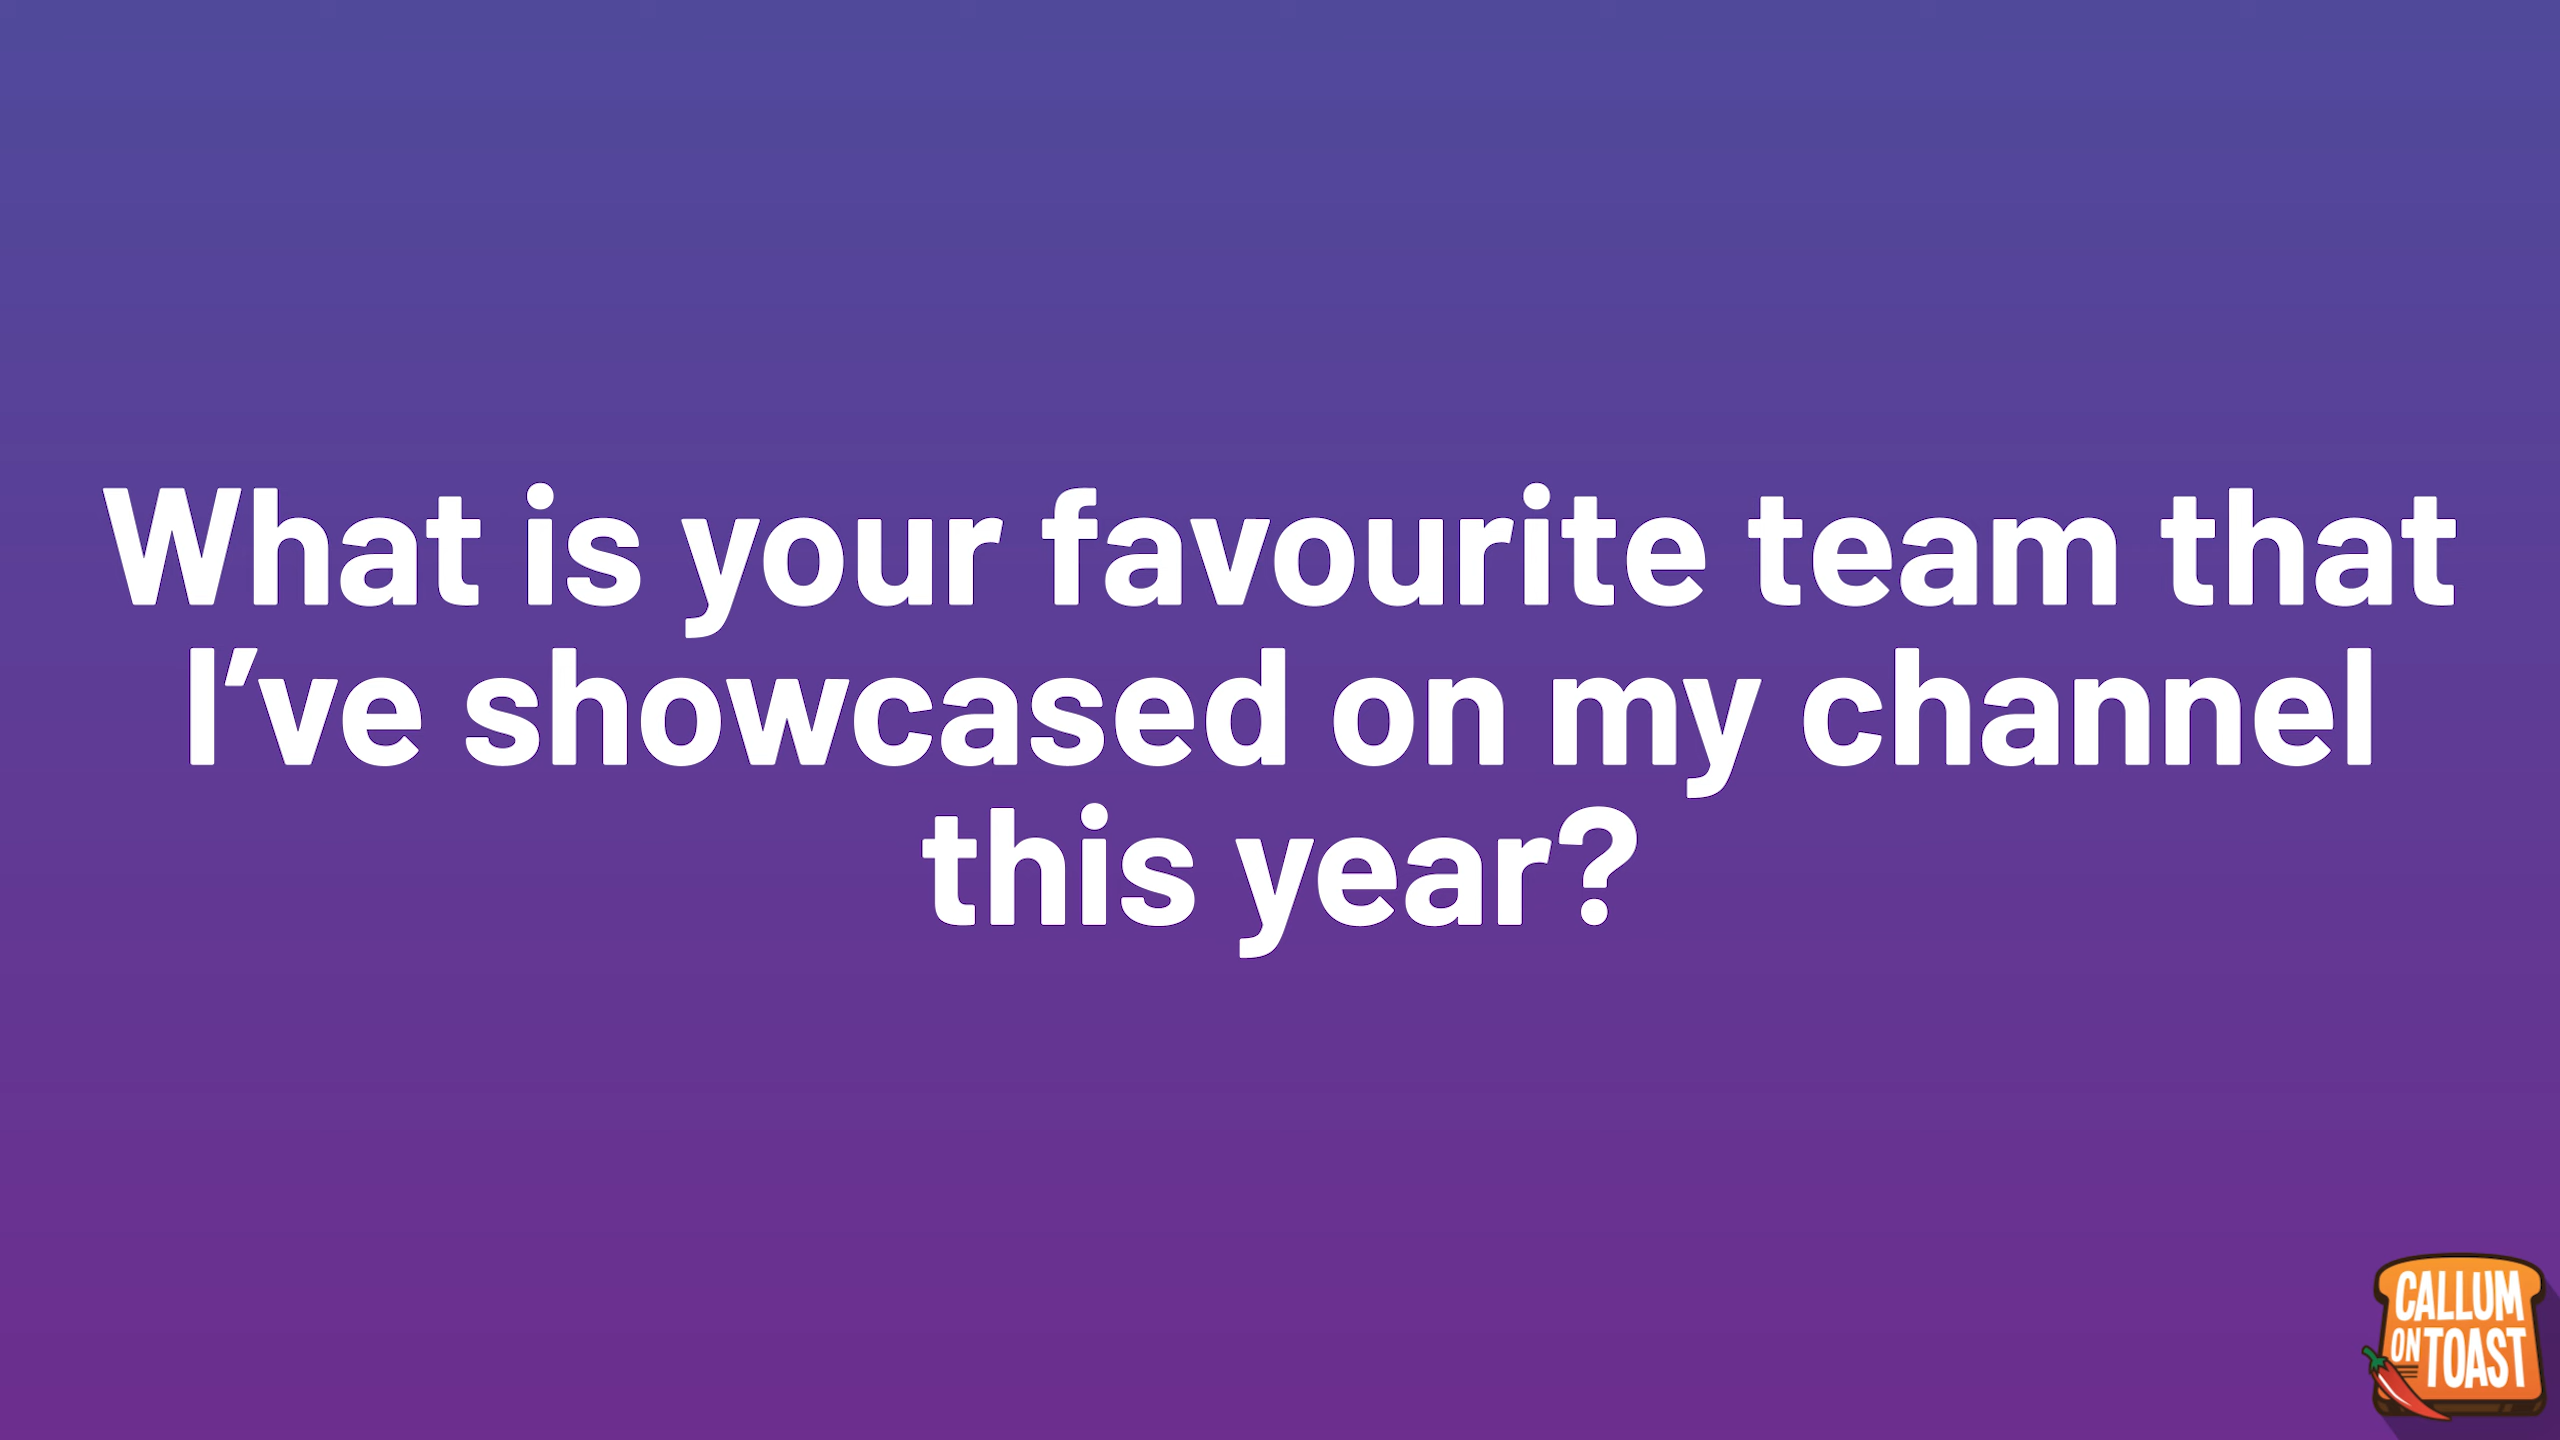 What is your favourite team that
I’ve showcased on my channel
this year?
CALLUM
ON TOAST